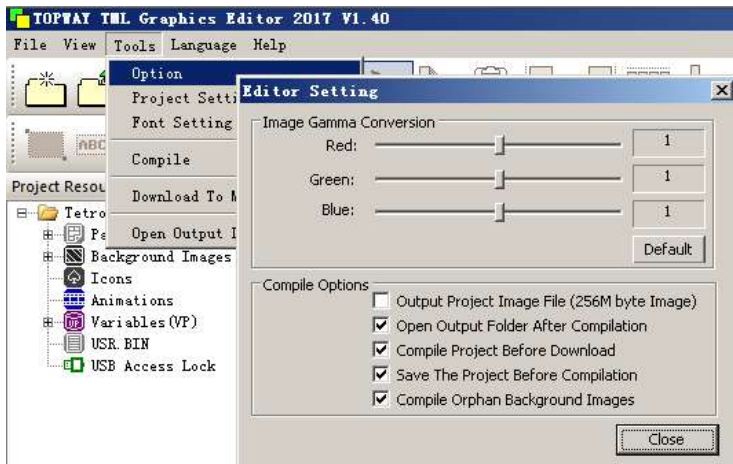 TOPWAY TML Graphics Editor 2017 V1.40
File View Tools Language Help
Option
Project Setti
Font Setting
Compile
Download To M
Open Output
ABC
Project Resou
Tetro
Background Images
Icons
Animations
Variables(VP)
USR.BIN
USB Access Lock
Editor Setting
Image Gamma Conversion
Red: 1
Green: 1
Blue: 1
Default
Compile Options
Output Project Image File (256M byte Image)
Open Output Folder After Compilation
Compile Project Before Download
Save The Project Before Compilation
Compile Orphan Background Images
Close